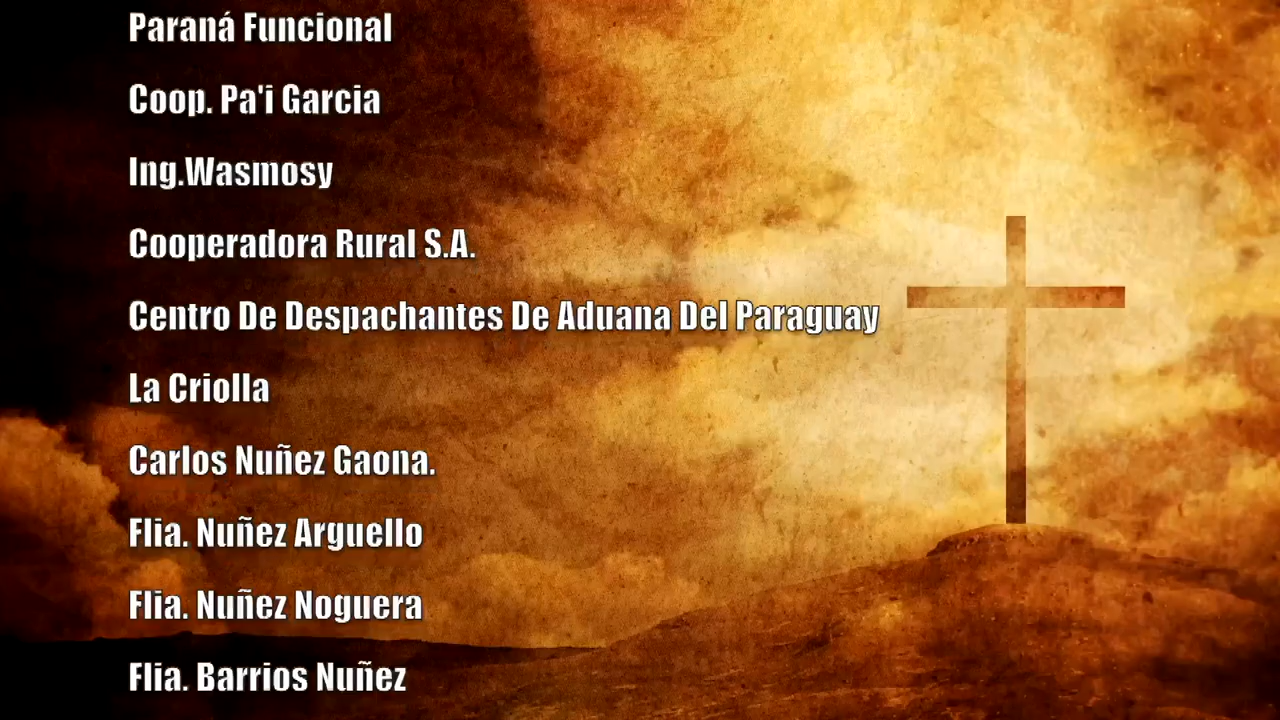 Paraná Funcional
Coop. Pa'i Garcia
Ing.Wasmosy
Cooperadora Rural S.A.
Centro De Despachantes De Aduana Del Paraguay
La Criolla
Carlos Nuñez Gaona.
Flia. Nuñez Arguello
Flia. Nuñez Noguera
Flia. Barrios Nuñez